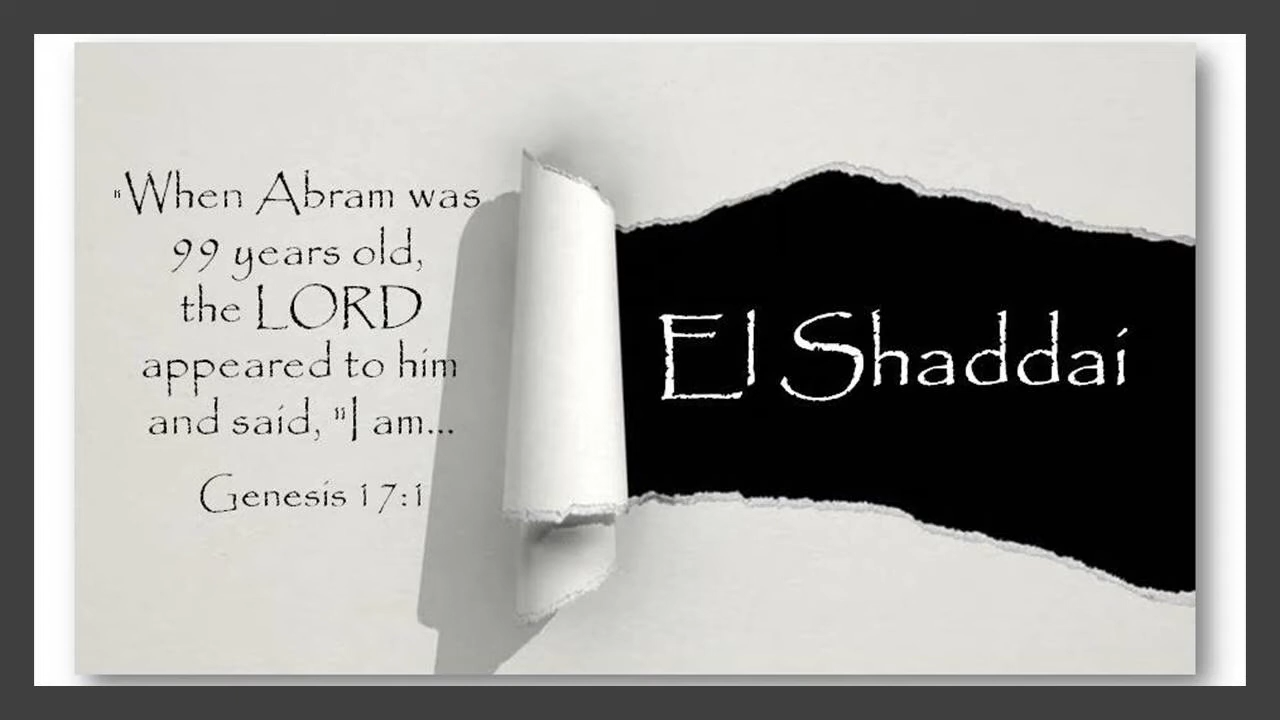 "When Abram was
99 years old,
the LORD
appeared to him
and said, "I am...
Genesis 17:1
El Shaddai